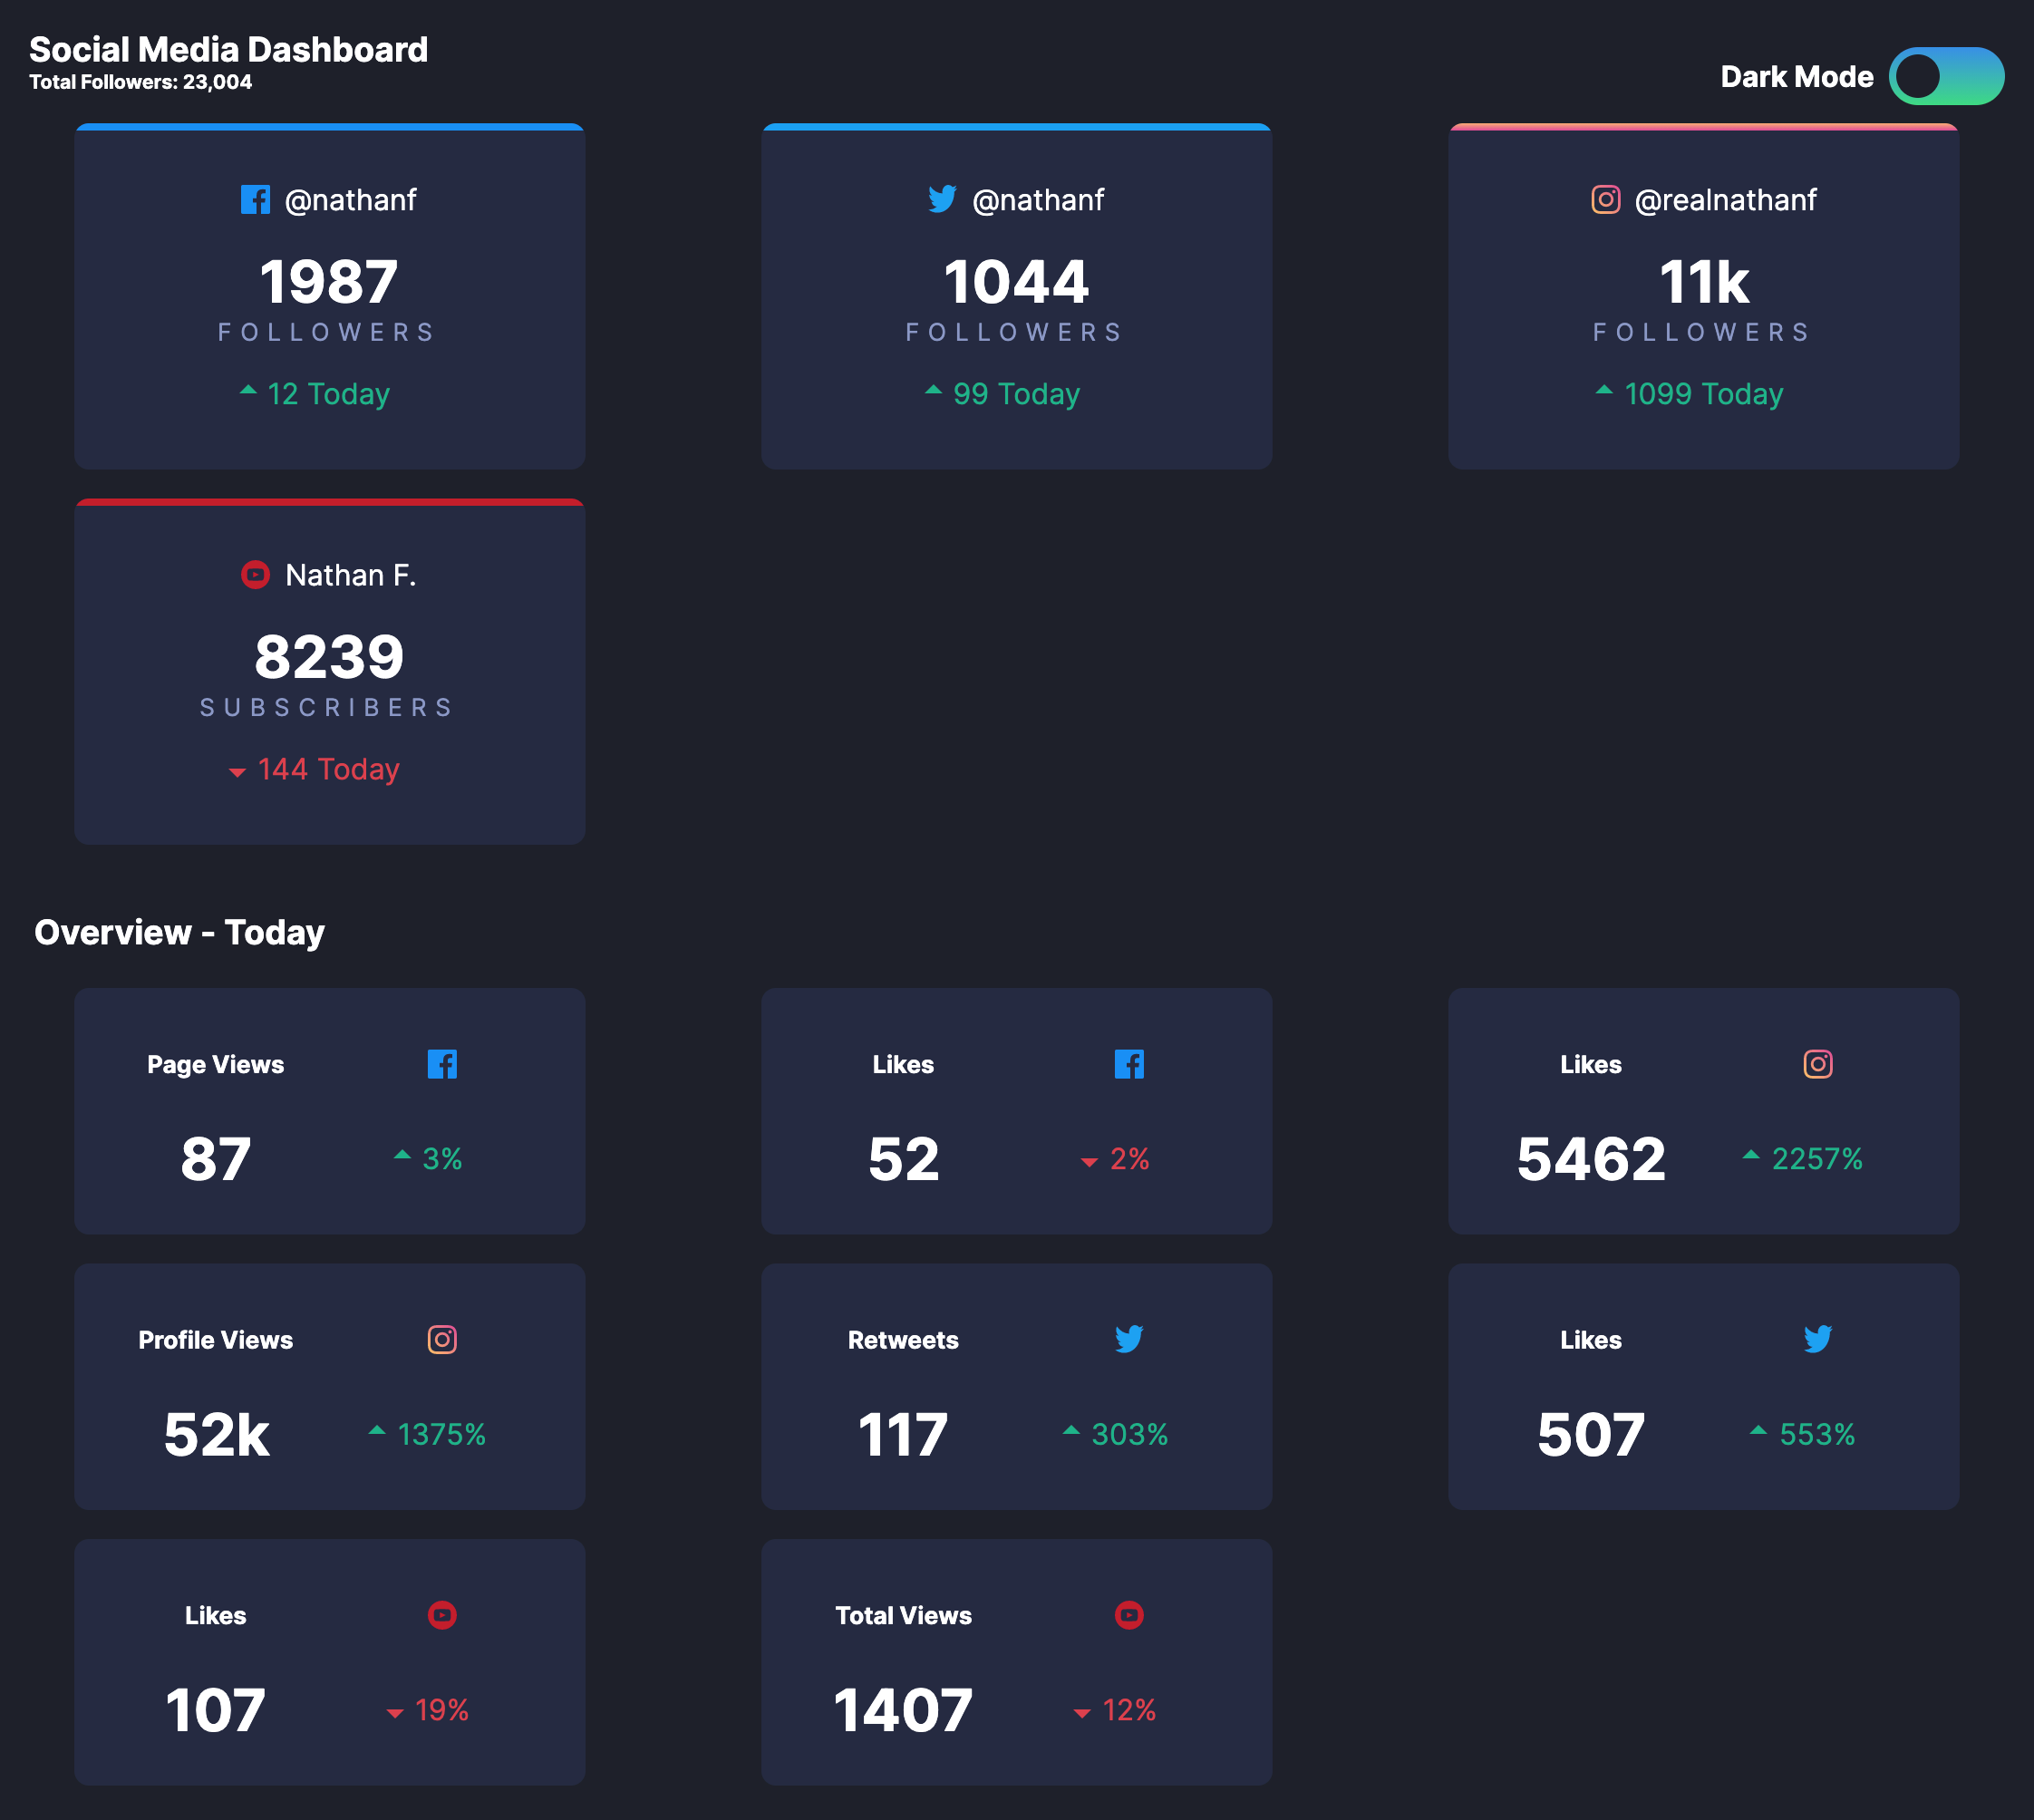 Social Media Dashboard
Total Followers: 23,004
Dark Mode
@nathanf
1987
FOLLOWERS
12 Today
@nathanf
1044
FOLLOWERS
99 Today
@realnathanf
11k
FOLLOWERS
1099 Today
Nathan F.
8239
SUBSCRIBERS
144 Today
Overview - Today
Page Views
87
3%
Likes
52
2%
Likes
5462
2257%
Profile Views
52k
1375%
Retweets
117
303%
Likes
507
553%
Likes
107
19%
Total Views
1407
12%